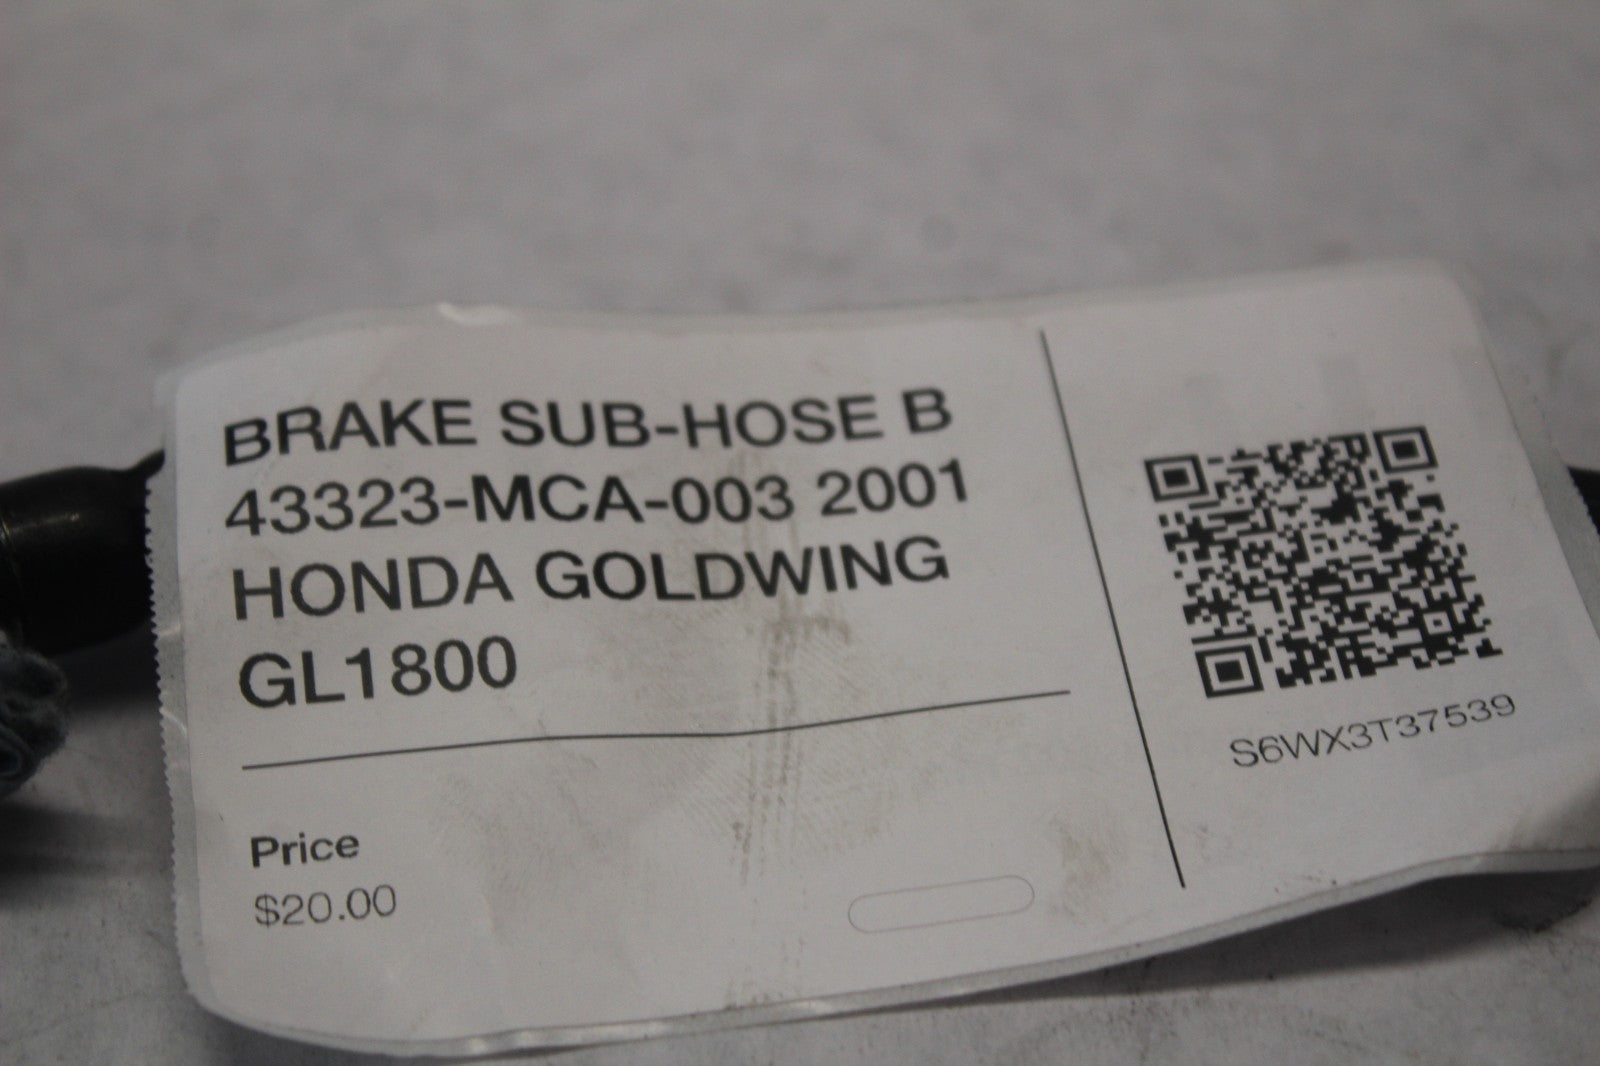 BRAKE SUB-HOSE B
43323-MCA-003 2001
HONDA GOLDWING
GL1800
Price
$20.00
S6WX3T37539